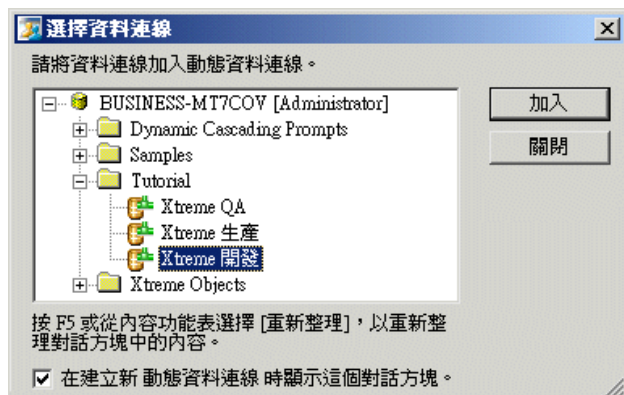 選擇資料連線
請將資料連線加入動態資料連線。
BUSINESS-MT7COV [Administrator]
加入
Dynamic Cascading Prompts
Samples
關閉
Tutorial
Xtreme QA
Xtreme 生產
Xtreme 開發
Xtreme Objects
按 F5 或從內容功能表選擇 [重新整理],以重新整
理對話方塊中的內容。
在建立新 動態資料連線 時顯示這個對話方塊。